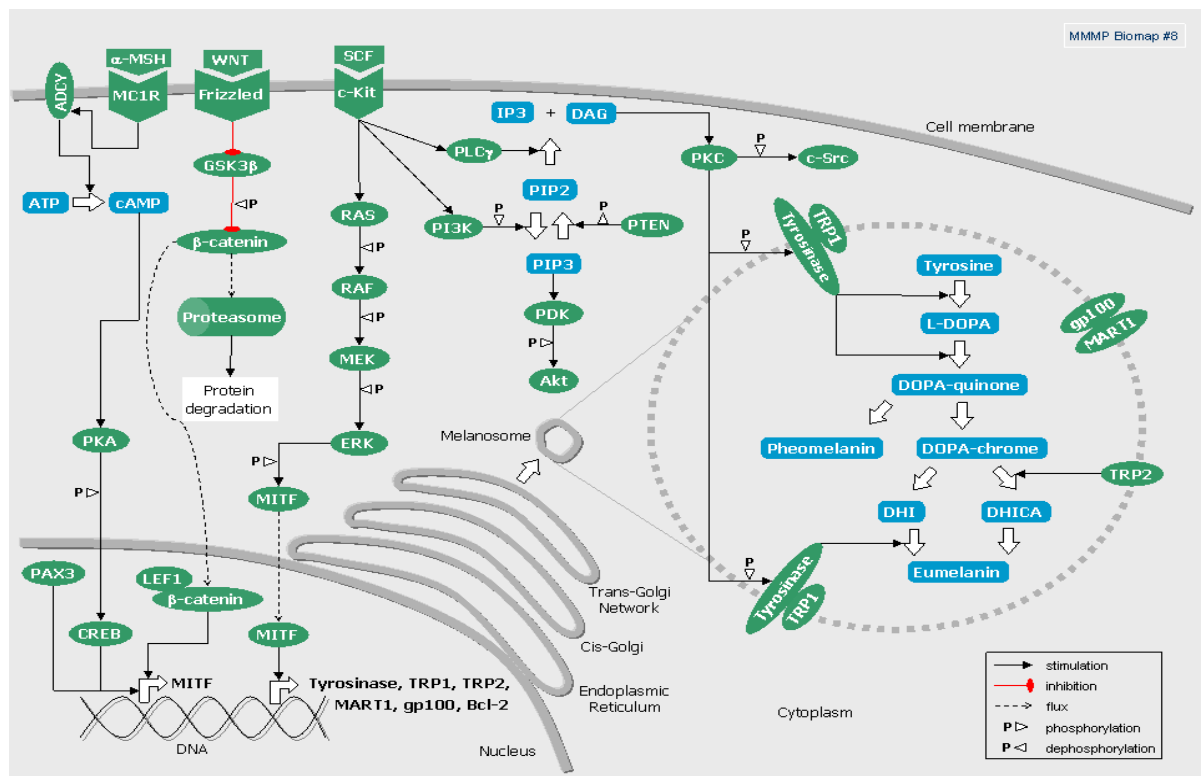 MMMP Biomap #8
α-MSH
WNT
SCF
ADCY
MC1R
Frizzled
c-Kit
IP3 + DAG
Cell membrane
GSK3β
PLCγ
PKC
P
c-Src
ATP
cAMP
P
PIP2
RAS
PI3K
P
P
PTEN
β-catenin
P
P
Tyrosinase
TRP1
PIP3
Tyrosine
RAF
Proteasome
PDK
L-DOPA
gp100
MART1
P
P
MEK
Akt
DOPA-quinone
Protein
degradation
P
PKA
ERK
Melanosome
Pheomelanin
DOPA-chrome
P
TRP2
P
MITF
DHI
DHICA
PAX3
LEF1
β-catenin
P
Tyrosinase
TRP1
Eumelanin
Trans-Golgi
Network
CREB
MITF
Cis-Golgi
MITF
Tyrosinase, TRP1, TRP2,
MART1, gp100, Bcl-2
Endoplasmic
Reticulum
Cytoplasm
DNA
Nucleus
stimulation
inhibition
flux
P phosphorylation
P dephosphorylation